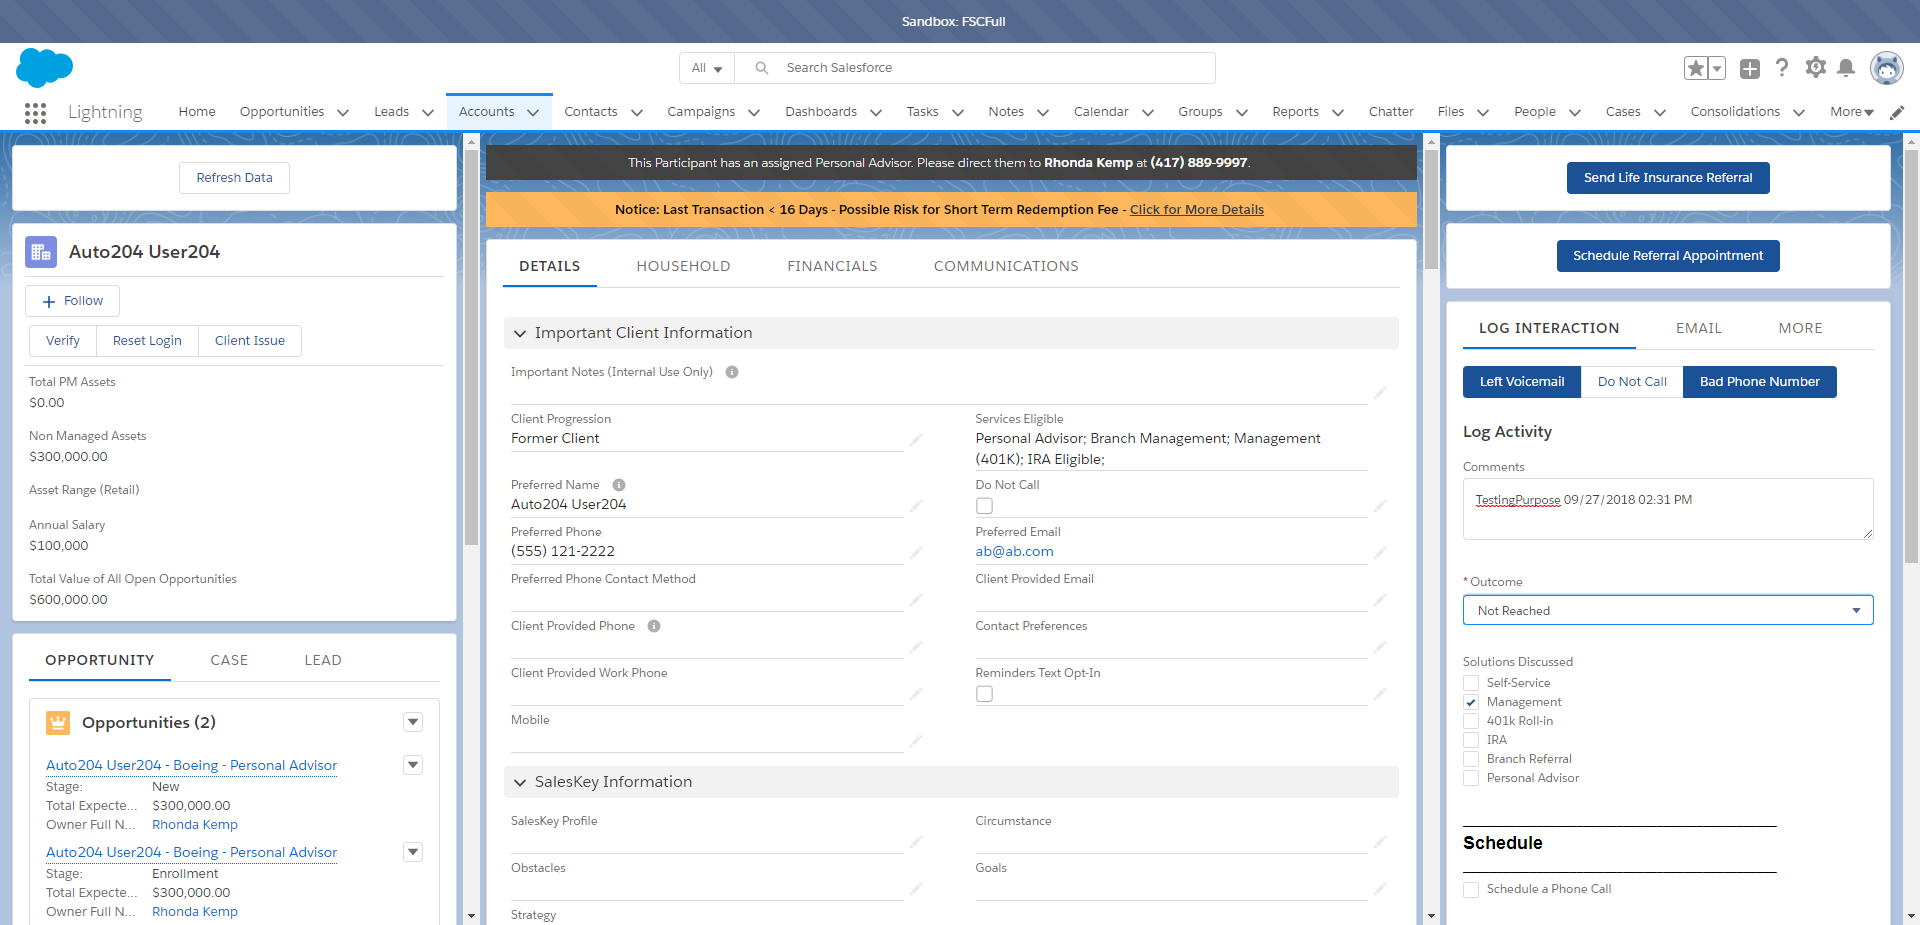 Sandbox: FSCFull
All
Search Salesforce
Lightning
Home
Opportunities
Leads
Accounts
Contacts
Campaigns
Dashboards
Tasks
Notes
Calendar
Groups
Reports
Chatter
Files
People
Cases
Consolidations
More
Refresh Data
Auto204 User204
Follow
Verify
Reset Login
Client Issue
Total PM Assets
$0.00
Non Managed Assets
$300,000.00
Asset Range (Retail)
Annual Salary
$100,000
Total Value of All Open Opportunities
$600,000.00
OPPORTUNITY
CASE
LEAD
Opportunities (2)
Auto204 User204 - Boeing - Personal Advisor
Stage: New
Total Expecte... $300,000.00
Owner Full N... Rhonda Kemp
Auto204 User204 - Boeing - Personal Advisor
Stage: Enrollment
Total Expecte... $300,000.00
Owner Full N... Rhonda Kemp
This Participant has an assigned Personal Advisor. Please direct them to Rhonda Kemp at (417) 889-9997.
Notice: Last Transaction < 16 Days - Possible Risk for Short Term Redemption Fee - Click for More Details
DETAILS
HOUSEHOLD
FINANCIALS
COMMUNICATIONS
Important Client Information
Important Notes (Internal Use Only)
Client Progression
Former Client
Services Eligible
Personal Advisor; Branch Management; Management
(401K); IRA Eligible;
Preferred Name
Auto204 User204
Do Not Call
Preferred Phone
(555) 121-2222
Preferred Email
ab@ab.com
Preferred Phone Contact Method
Client Provided Email
Client Provided Phone
Contact Preferences
Client Provided Work Phone
Reminders Text Opt-In
Mobile
SalesKey Information
SalesKey Profile
Circumstance
Obstacles
Goals
Strategy
Send Life Insurance Referral
Schedule Referral Appointment
LOG INTERACTION
EMAIL
MORE
Left Voicemail
Do Not Call
Bad Phone Number
Log Activity
Comments
TestingPurpose 09/27/2018 02:31 PM
*Outcome
Not Reached
Solutions Discussed
Self-Service
Management
401k Roll-in
IRA
Branch Referral
Personal Advisor
Schedule
Schedule a Phone Call